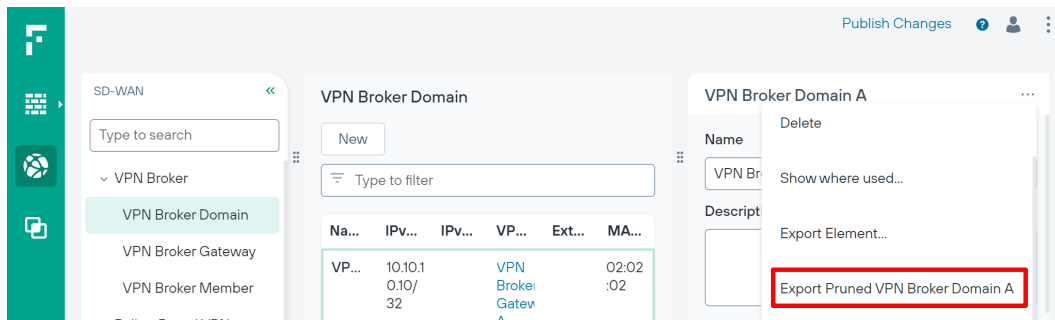 Publish Changes
SD-WAN
Type to search
VPN Broker
VPN Broker Domain
VPN Broker Gateway
VPN Broker Member
VPN Broker Domain
New
Type to filter
Na... IPv... IPv... VP... Ext... MA...
VP... 10.10.1 VPN 02:02
0.10/ Broker :02
32 Gatew
VPN Broker Domain A
Name
VPN Br
Descript
Delete
Show where used...
Export Element...
Export Pruned VPN Broker Domain A